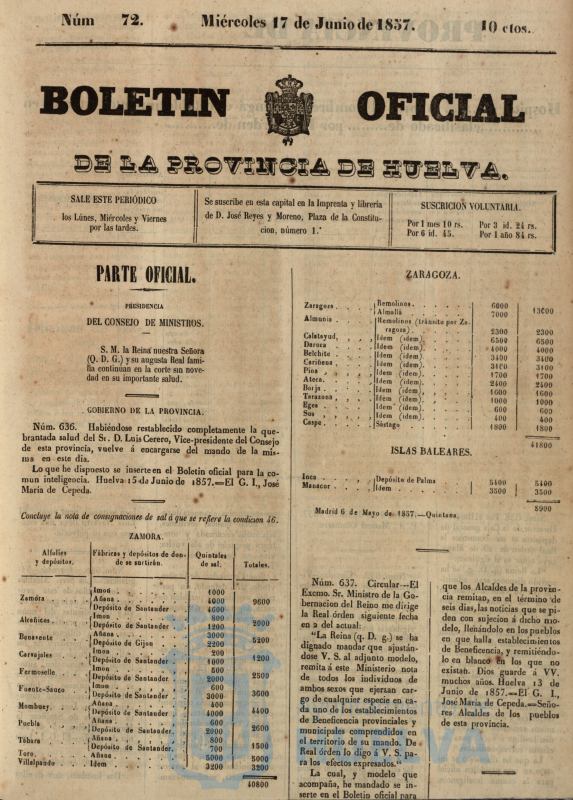 Núm 72. Miércoles 17 de Junio de 1857. 10 ctos.
BOLETIN OFICIAL
DE LA PROVINCIA DE HUELVA.
SALE ESTE PERIÓDICO
los Lúnes, Miércoles y Viernes
por las tardes.
Se suscribe en esta capital en la Imprenta y librería
de D. José Reyes y Moreno, Plaza de la Constitu-
cion, número 1.°
SUSCRICION VOLUNTARIA.
Por 1 mes 10 rs. Por 3 id. 24 rs.
Por 6 id. 45. Por 1 año 84 rs.
PARTE OFICIAL.
PRESIDENCIA
DEL CONSEJO DE MINISTROS.
S. M. la Reina nuestra Señora
(Q. D. G.) y su augusta Real fami-
lia continuan en la corte sin nove-
dad en su importante salud.
GOBIERNO DE LA PROVINCIA.
Núm. 636. Habiéndose restablecido completamente la que-
brantada salud del Sr. D. Luis Cerero, Vice-presidente del Consejo
de esta provincia, vuelve á encargarse del mando de la mis-
ma en este dia.
Lo que he dispuesto se inserte en el Boletin oficial para la co-
mun inteligencia. Huelva 15 de Junio de 1857.=El G. I., José
María de Cepeda.
Concluye la nota de consignaciones de sal á que se refiere la condicion 46.
ZAMORA.
Alfolíes
y depósitos.
Fábricas y depósitos de don-
de se surtirán.
Quintales
de sal.
Totales.
Imon 1000
Zamóra Añana 4000 9600
Depósito de Santander 4600
Imon 800
Alcañices Depósito de Santander 1200 2000
Benavente Añana 3000
Depósito de Gijon 2200 5200
Carvajales Imon 200
Depósito de Santander 1000 1200
Fermoselle Imon 500
Depósito de Santander 2000 2500
Fuente-Sauco Imon 600
Depósito de Santander 3000 3600
Mombuey Añana 400
Depósito de Santander 4000 4400
Puebla Añana 600
Depósito de Santander 2000 2600
Tábara Añana 800
Depósito de Santander 700 1500
Toro Añana 5000 5000
Villalpando Idem 3200 3200
40800
ZARAGOZA.
Zaragoza Remolinos 6000
Almallá 7000 13000
Almunia Remolinos (tránsito por Za-
ragoza) 2300 2300
Calatayud Idem (idem) 6500 6500
Daroca Idem (idem) 4000 4000
Belchite Idem (idem) 3400 3400
Cariñena Idem (idem) 3100 3100
Pina Idem (idem) 1700 1700
Ateca Idem (idem) 2400 2400
Borja Idem (idem) 1600 1600
Tarazona Idem (idem) 1000 1000
Egea Idem (idem) 600 600
Sos Idem (idem) 400 400
Caspe Sástago 1800 1800
41800
ISLAS BALEARES.
Inca Depósito de Palma 5400 5400
Manacor Idem 3500 3500
8900
Madrid 6 de Mayo de 1857.—Quintana.
Núm. 637. Circular—El
Excmo. Sr. Ministro de la Go-
bernacion del Reino me dirige
la Real órden siguiente fecha
en 2 del actual:
"La Reina (q. D. g.) se ha
dignado mandar que ajustán-
dose V. S. al adjunto modelo,
remita á este Ministerio nota
de todos los individuos de
ambos sexos que ejerzan car-
go de cualquier especie en ca-
da uno de los establecimientos
de Beneficencia provinciales y
municipales comprendidos en
el territorio de su mando. De
Real órden lo digo á V. S. pa-
ra los efectos expresados."
La cual, y modelo que
acompaña, he mandado se in-
serte en el Boletin oficial para
que los Alcaldes de la provin-
cia remitan, en el término de
seis dias, las noticias que se pi-
den con sujecion á dicho mo-
delo, llenándolo en los pueblos
en que halla establecimientos
de Beneficencia, y remitiéndo-
lo en blanco en los que no
existan. Dios guarde á VV.
muchos años. Huelva 13 de
Junio de 1857.=El G. I.,
José María de Cepeda.=Seño-
res Alcaldes de los pueblos
de esta provincia.